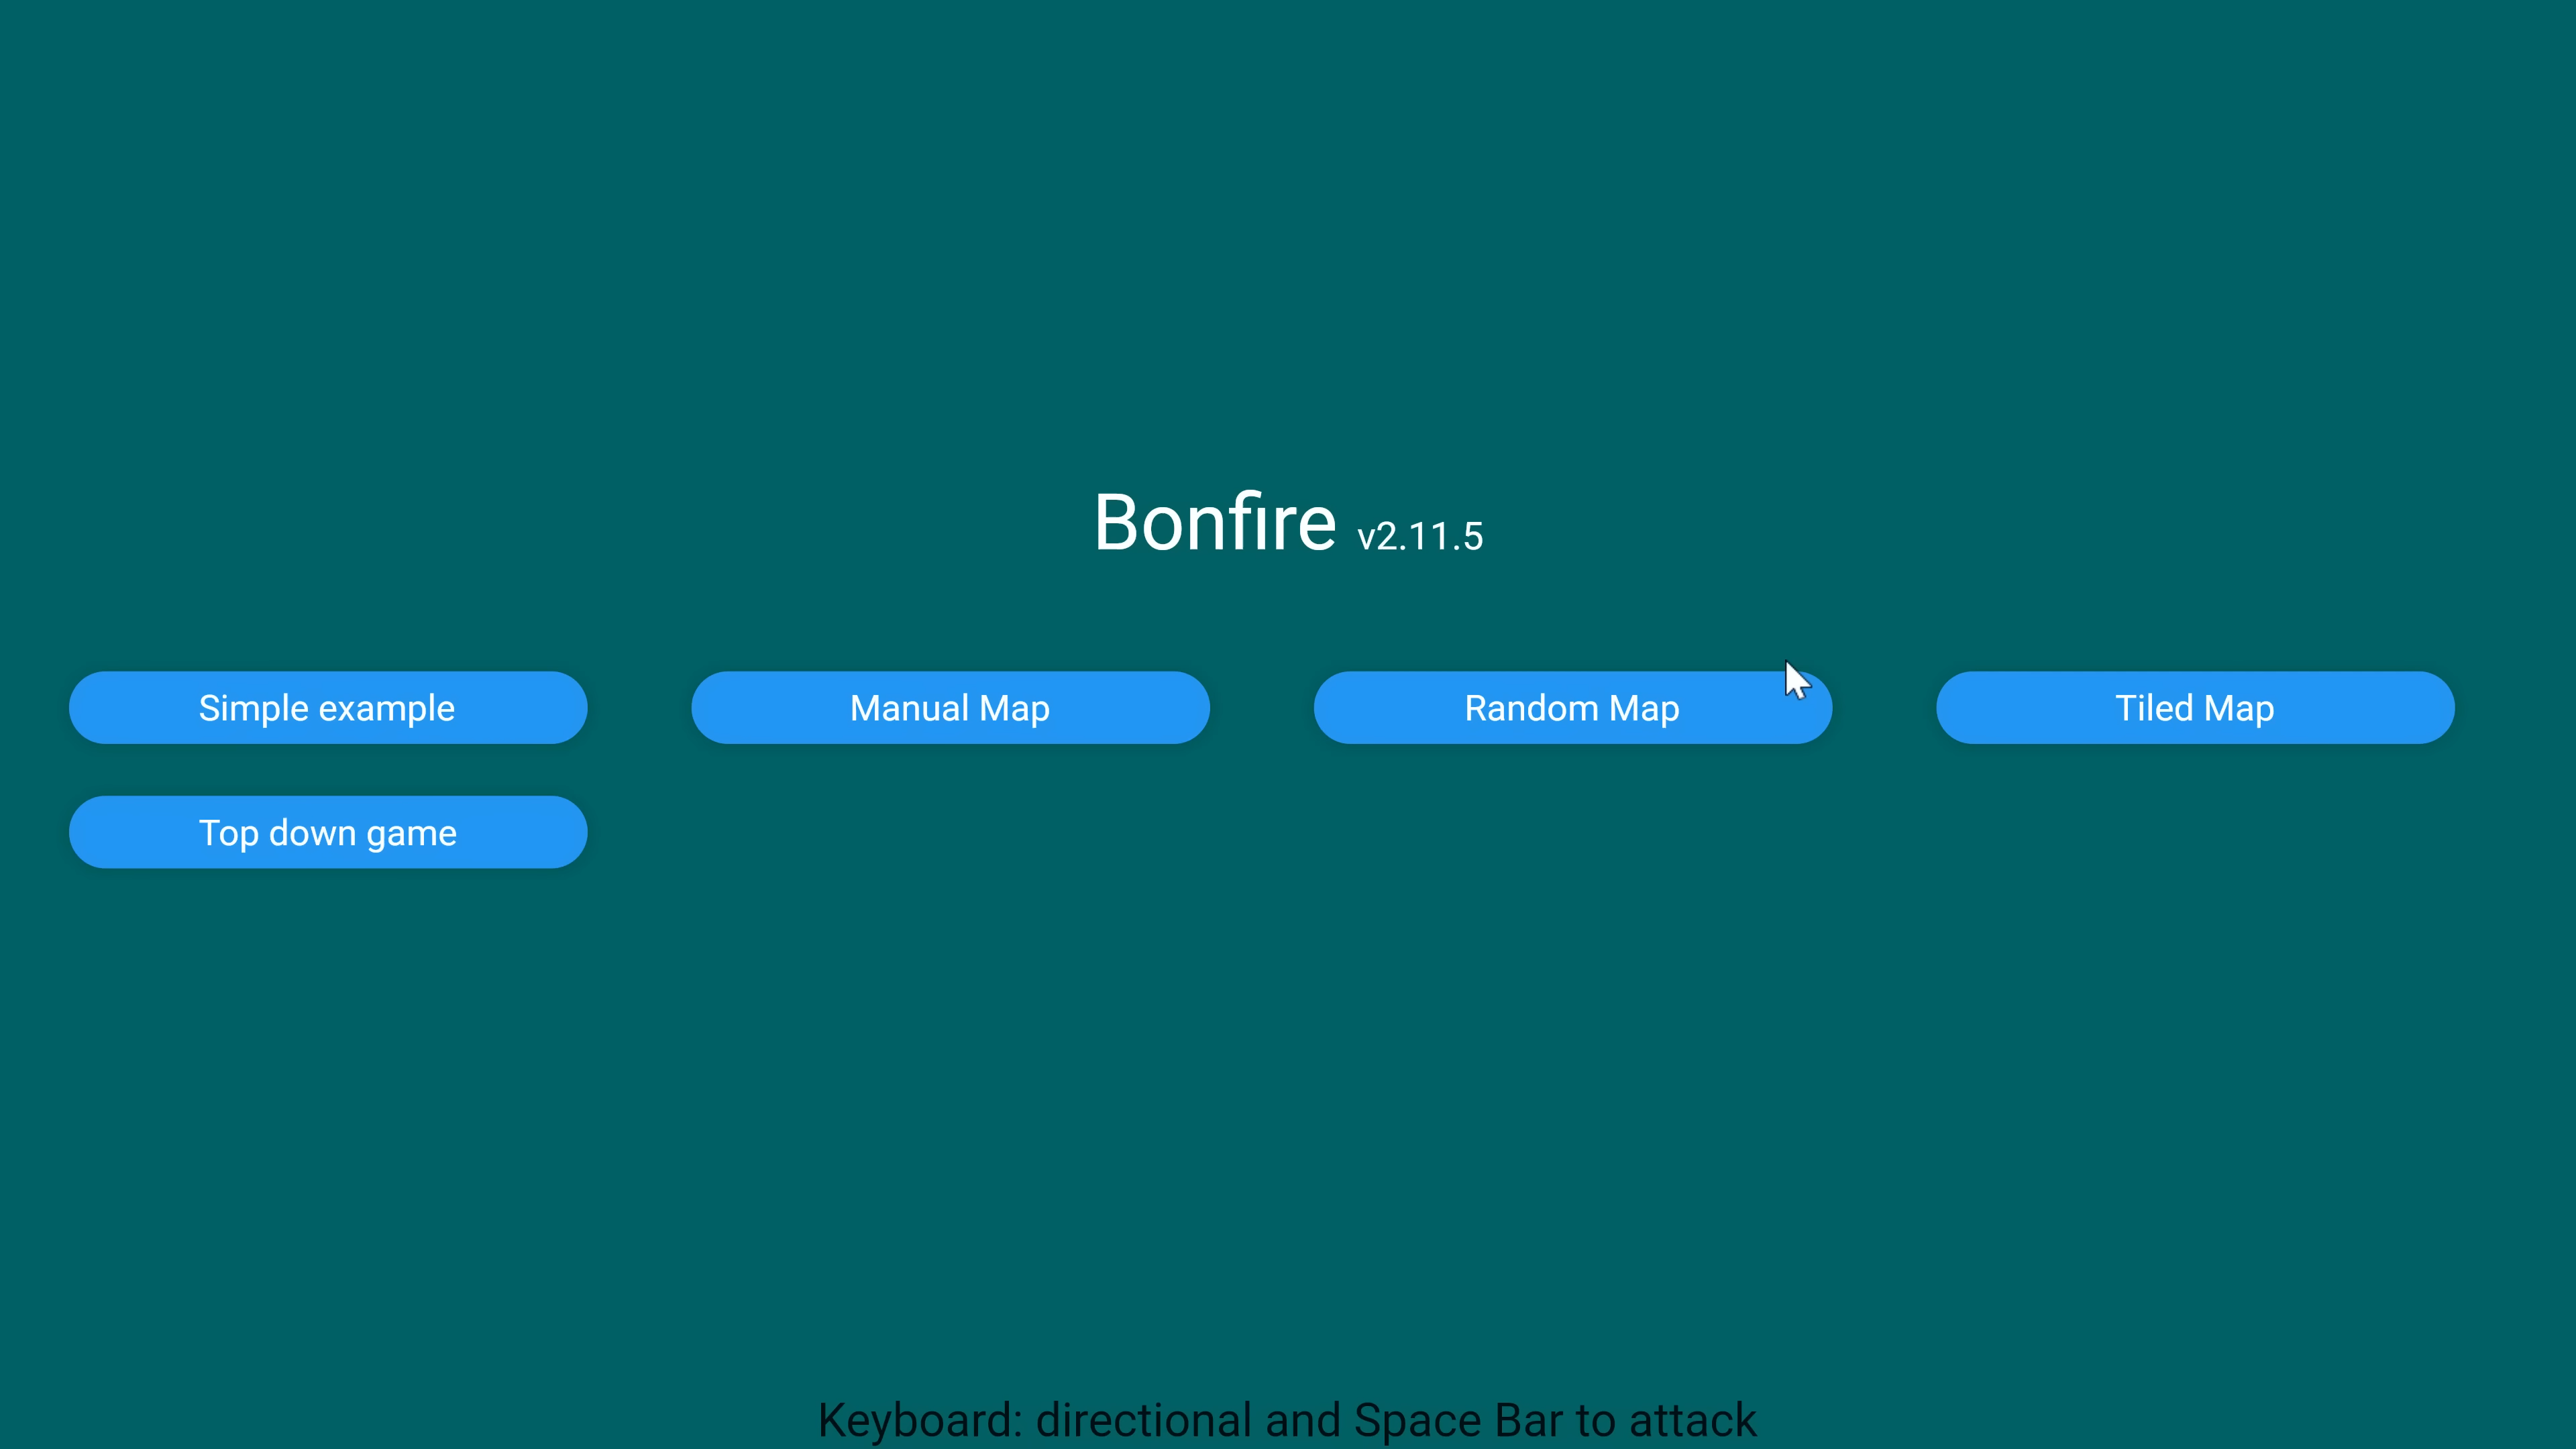 Bonfire v2.11.5
Simple example
Manual Map
Random Map
Tiled Map
Top down game
Keyboard: directional and Space Bar to attack